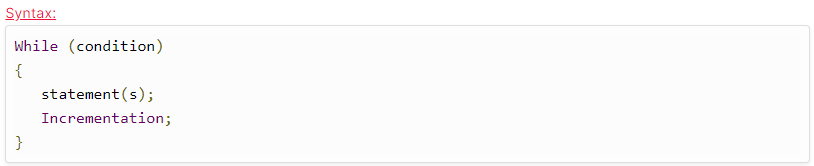 Syntax:
While (condition)
{
   statement(s);
   Incrementation;
}